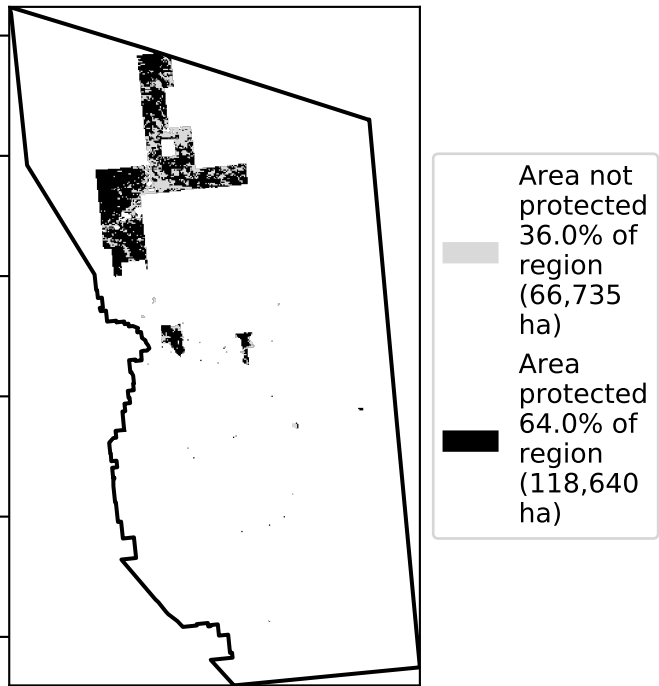 Area not
protected
36.0% of
region
(66,735
ha)
Area
protected
64.0% of
region
(118,640
ha)